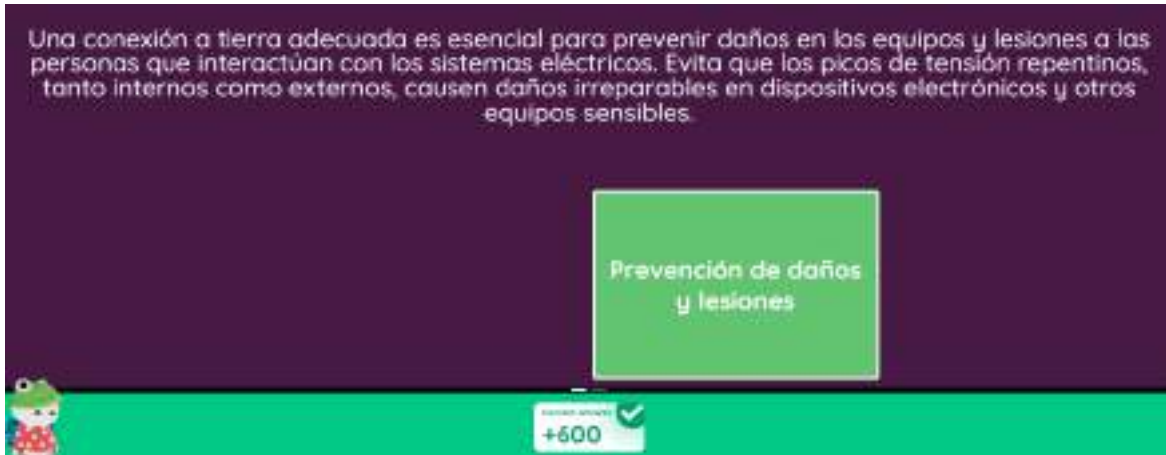 Una conexión a tierra adecuada es esencial para prevenir daños en los equipos y lesiones a las
personas que interactúan con los sistemas eléctricos. Evita que los picos de tensión repentinos,
tanto internos como externos, causen daños irreparables en dispositivos electrónicos y otros
equipos sensibles.
Prevención de daños
y lesiones
+600